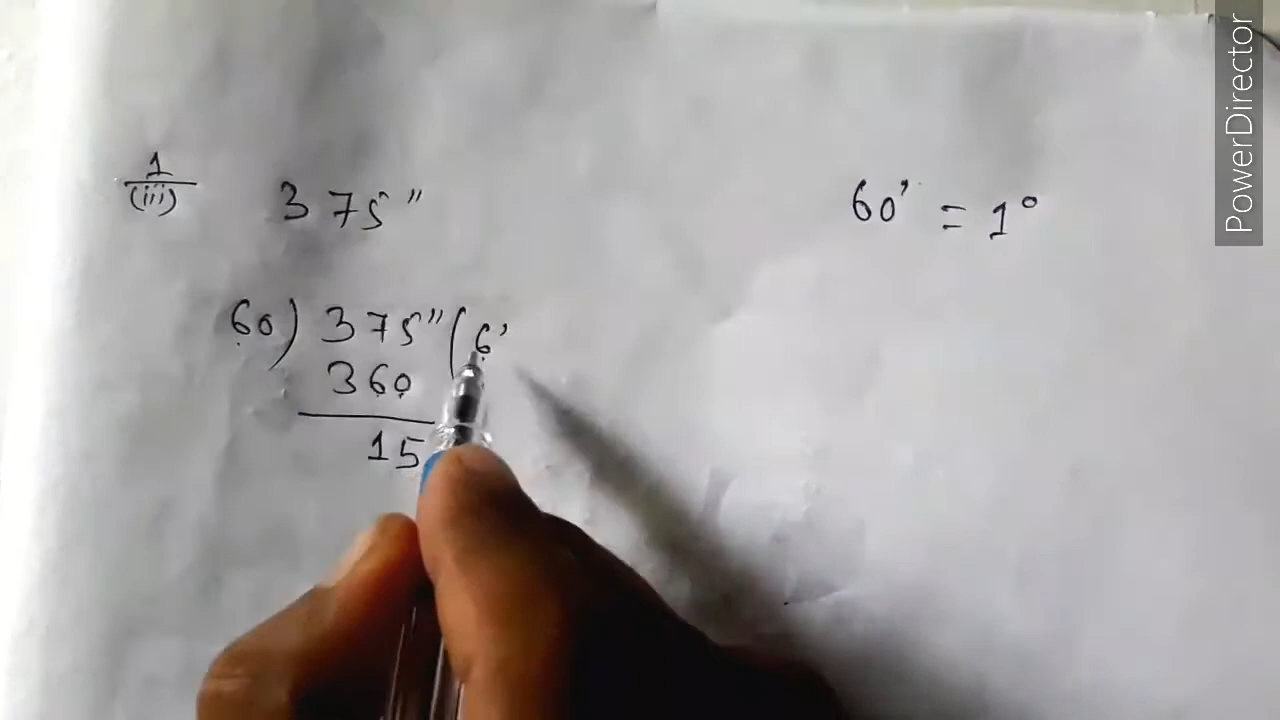 1
(iii) 375" 60' = 1°
60) 375" (6'
360
15
PowerDirector